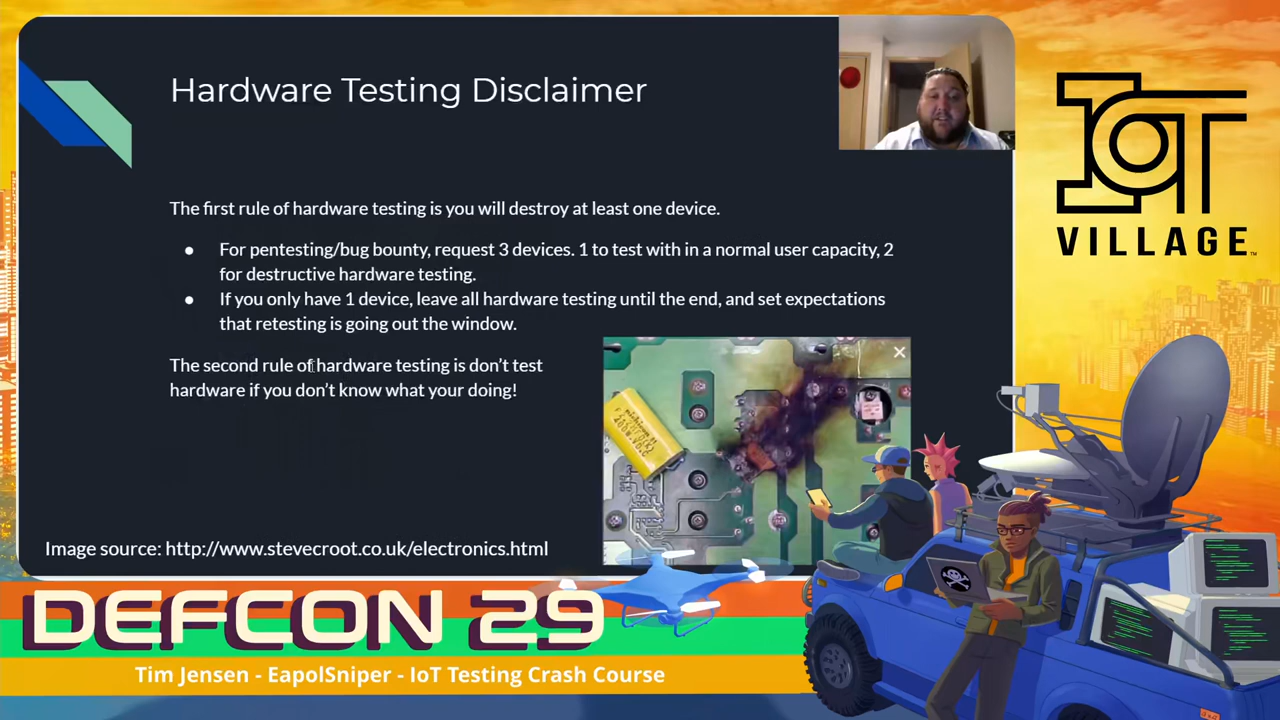 Hardware Testing Disclaimer
The first rule of hardware testing is you will destroy at least one device.
● For pentesting/bug bounty, request 3 devices. 1 to test with in a normal user capacity, 2
for destructive hardware testing.
● If you only have 1 device, leave all hardware testing until the end, and set expectations
that retesting is going out the window.
The second rule of hardware testing is don't test
hardware if you don't know what your doing!
Image source: http://www.stevecroot.co.uk/electronics.html
IOT
VILLAGE
DEFCON 29
Tim Jensen - EapolSniper - IoT Testing Crash Course